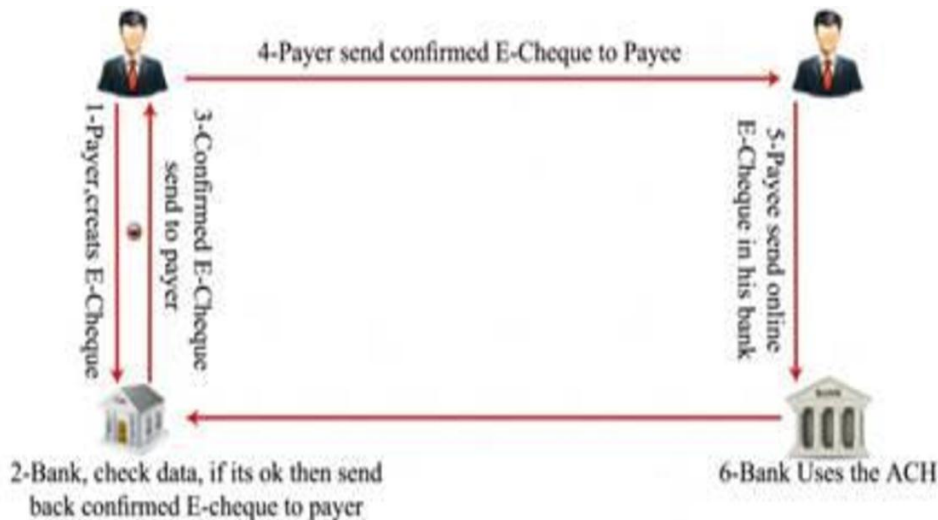 4-Payer send confirmed E-Cheque to Payee
1-Payer,creats E-Cheque
3-Confirmed E-Cheque
send to payer
5-Payee send online
E-Cheque in his bank
BANK
2-Bank, check data, if its ok then send
back confirmed E-cheque to payer
6-Bank Uses the ACH